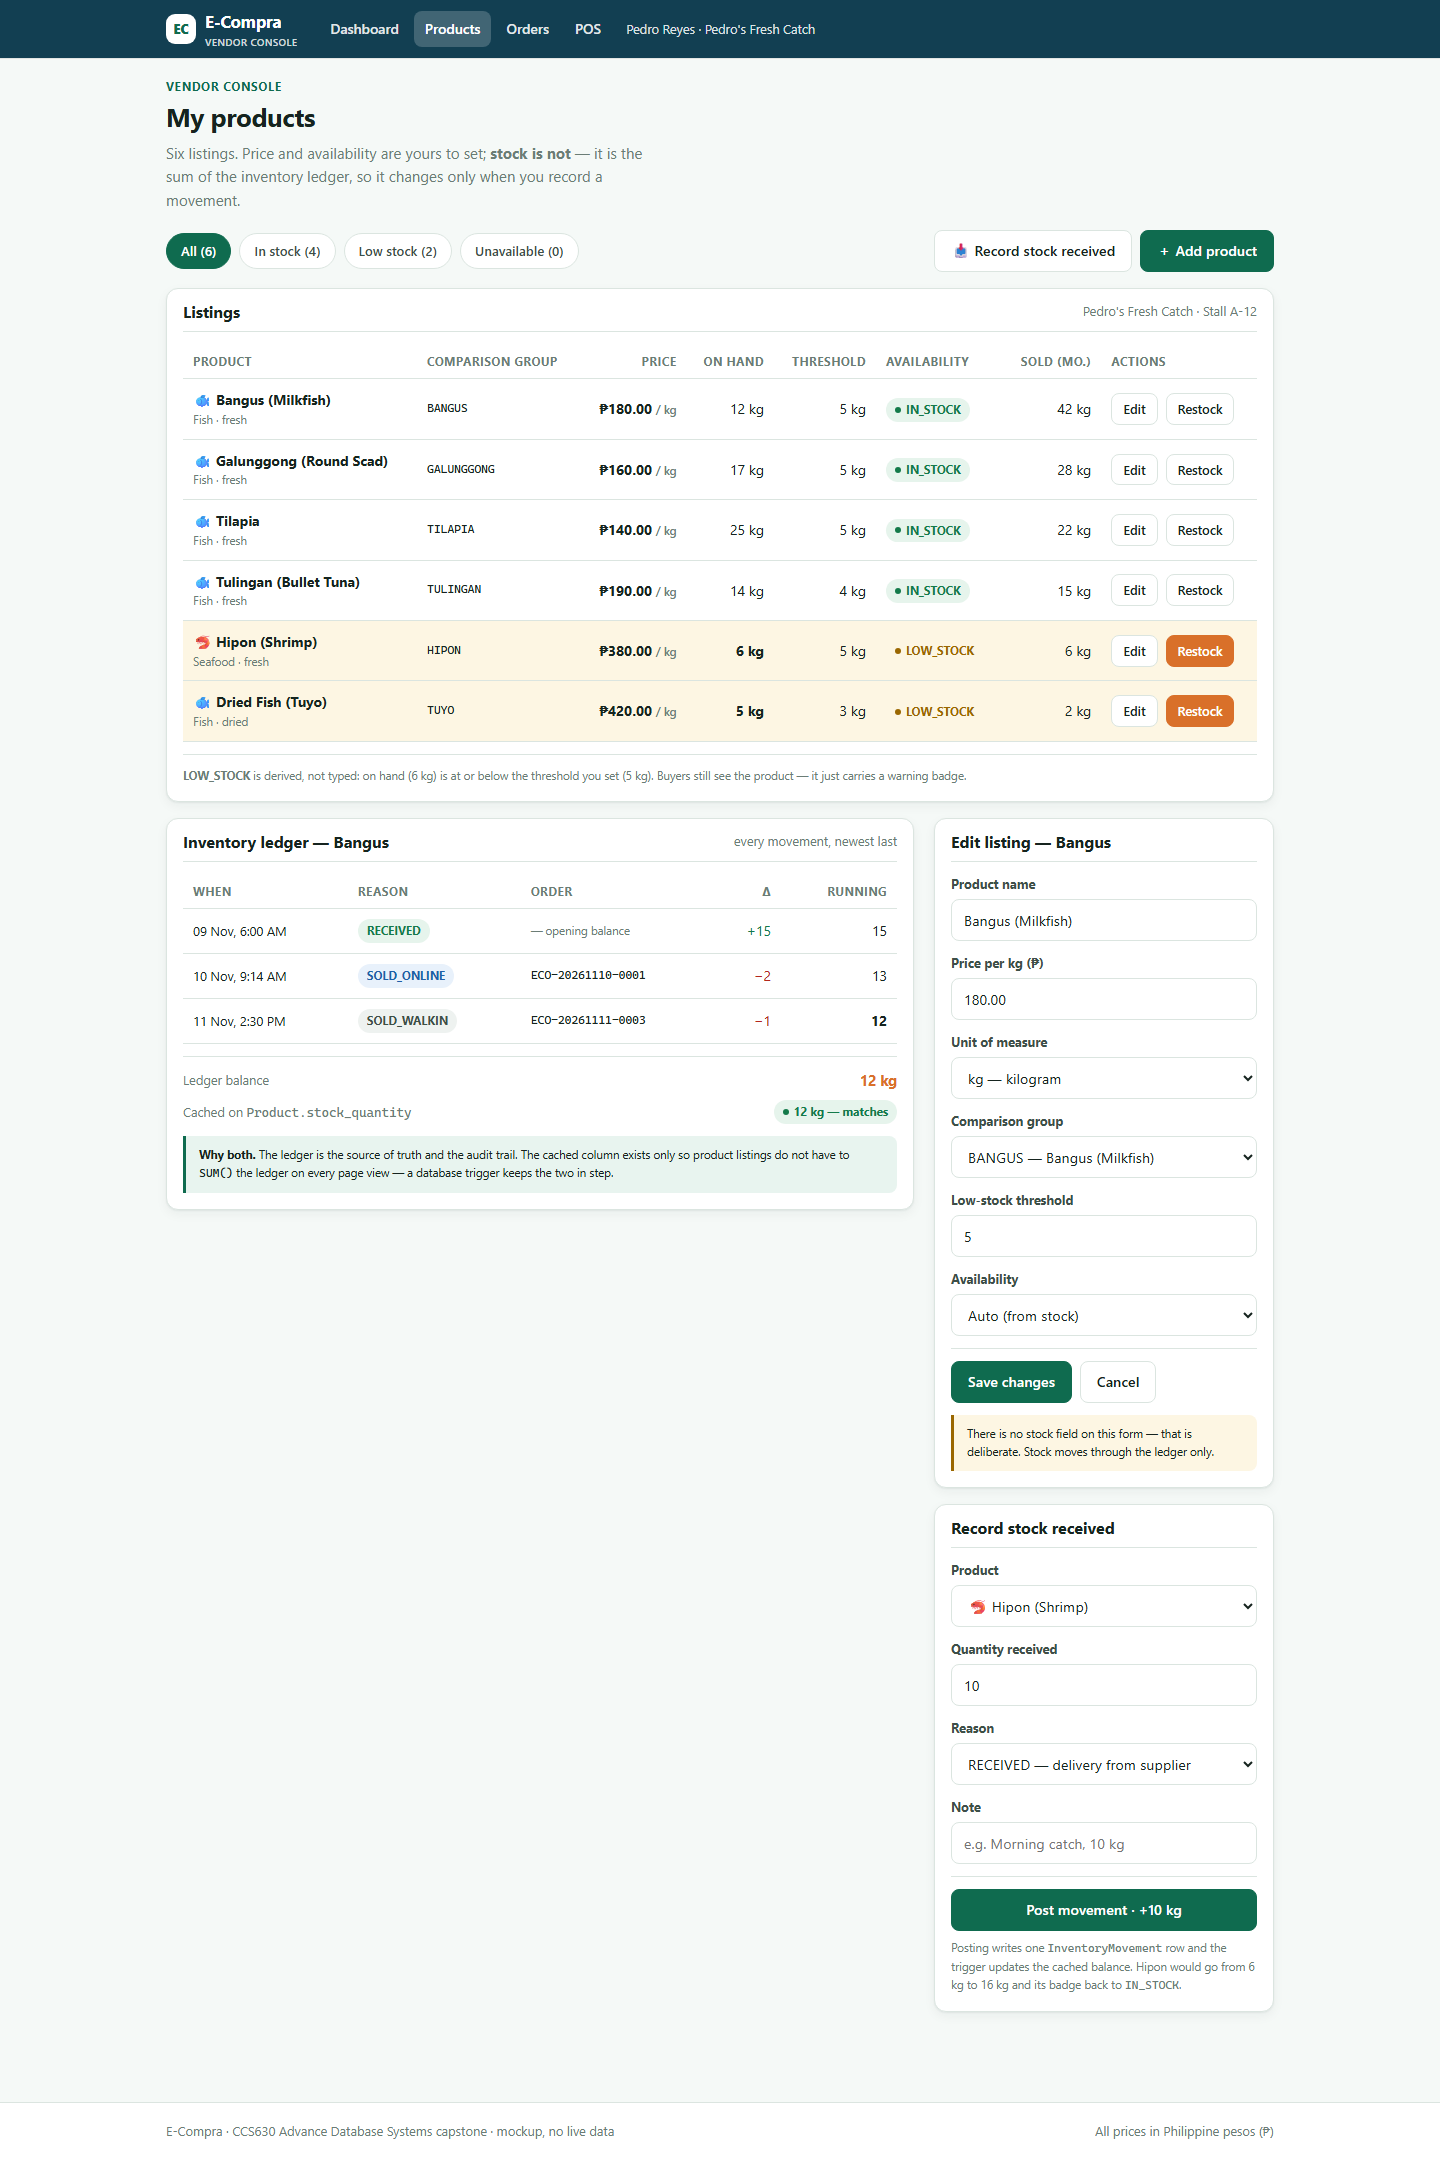 EC
E-Compra
VENDOR CONSOLE
Dashboard
Products
Orders
POS
Pedro Reyes · Pedro's Fresh Catch
VENDOR CONSOLE
My products
Six listings. Price and availability are yours to set; stock is not — it is the
sum of the inventory ledger, so it changes only when you record a
movement.
All (6)
In stock (4)
Low stock (2)
Unavailable (0)
Record stock received
+ Add product
Listings
Pedro's Fresh Catch · Stall A-12
PRODUCT COMPARISON GROUP PRICE ON HAND THRESHOLD AVAILABILITY SOLD (MO.) ACTIONS
Bangus (Milkfish)
Fish · fresh
BANGUS ₱180.00 / kg 12 kg 5 kg IN_STOCK 42 kg Edit Restock
Galunggong (Round Scad)
Fish · fresh
GALUNGGONG ₱160.00 / kg 17 kg 5 kg IN_STOCK 28 kg Edit Restock
Tilapia
Fish · fresh
TILAPIA ₱140.00 / kg 25 kg 5 kg IN_STOCK 22 kg Edit Restock
Tulingan (Bullet Tuna)
Fish · fresh
TULINGAN ₱190.00 / kg 14 kg 4 kg IN_STOCK 15 kg Edit Restock
Hipon (Shrimp)
Seafood · fresh
HIPON ₱380.00 / kg 6 kg 5 kg LOW_STOCK 6 kg Edit Restock
Dried Fish (Tuyo)
Fish · dried
TUYO ₱420.00 / kg 5 kg 3 kg LOW_STOCK 2 kg Edit Restock
LOW_STOCK is derived, not typed: on hand (6 kg) is at or below the threshold you set (5 kg). Buyers still see the product — it just carries a warning badge.
Inventory ledger — Bangus
every movement, newest last
WHEN REASON ORDER Δ RUNNING
09 Nov, 6:00 AM RECEIVED — opening balance +15 15
10 Nov, 9:14 AM SOLD_ONLINE ECO-20261110-0001 −2 13
11 Nov, 2:30 PM SOLD_WALKIN ECO-20261111-0003 −1 12
Ledger balance 12 kg
Cached on Product.stock_quantity 12 kg — matches
Why both. The ledger is the source of truth and the audit trail. The cached column exists only so product listings do not have to
SUM() the ledger on every page view — a database trigger keeps the two in step.
Edit listing — Bangus
Product name
Bangus (Milkfish)
Price per kg (₱)
180.00
Unit of measure
kg — kilogram
Comparison group
BANGUS — Bangus (Milkfish)
Low-stock threshold
5
Availability
Auto (from stock)
Save changes
Cancel
There is no stock field on this form — that is
deliberate. Stock moves through the ledger only.
Record stock received
Product
Hipon (Shrimp)
Quantity received
10
Reason
RECEIVED — delivery from supplier
Note
e.g. Morning catch, 10 kg
Post movement · +10 kg
Posting writes one InventoryMovement row and the
trigger updates the cached balance. Hipon would go from 6
kg to 16 kg and its badge back to IN_STOCK.
E-Compra · CCS630 Advance Database Systems capstone · mockup, no live data
All prices in Philippine pesos (₱)